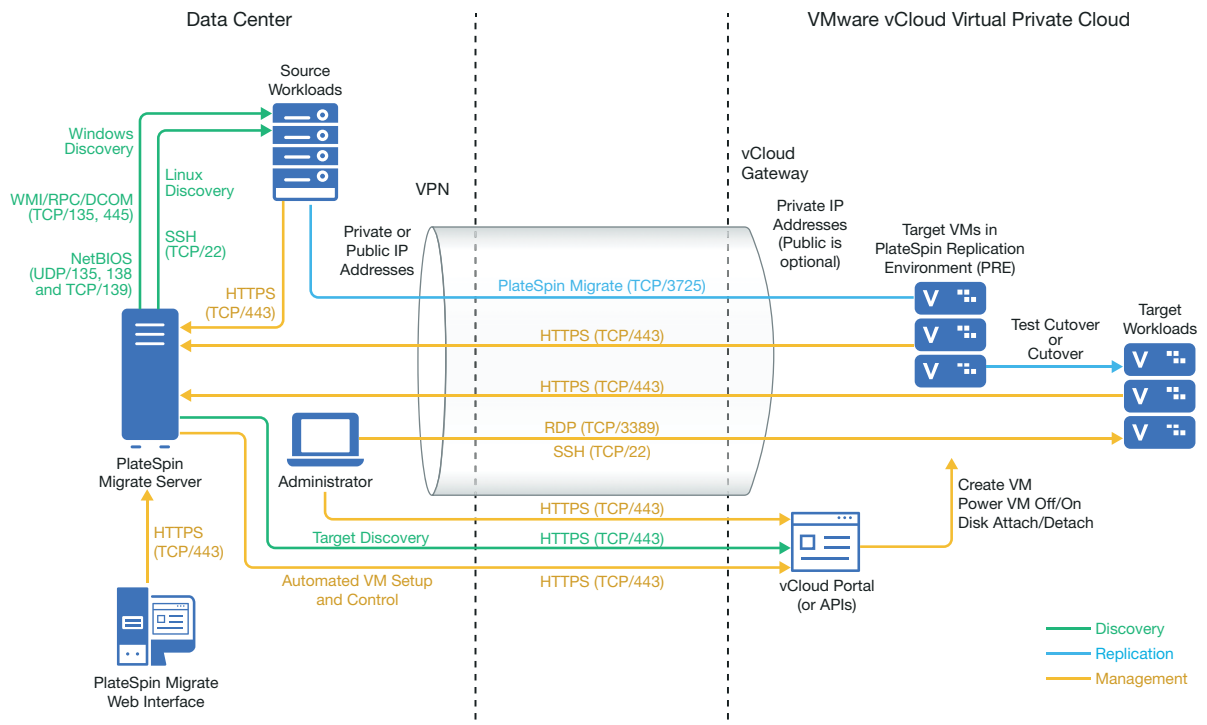 Data Center
VMware vCloud Virtual Private Cloud
Source
Workloads
Windows
Discovery
Linux
Discovery
WMI/RPC/DCOM
(TCP/135, 445)
SSH
(TCP/22)
NetBIOS
(UDP/135, 138
and TCP/139)
HTTPS
(TCP/443)
VPN
Private or
Public IP
Addresses
vCloud
Gateway
Private IP
Addresses
(Public is
optional)
Target VMs in
PlateSpin Replication
Environment (PRE)
PlateSpin Migrate (TCP/3725)
V
HTTPS (TCP/443)
V
V
Test Cutover
or
Cutover
Target
Workloads
V
HTTPS (TCP/443)
V
RDP (TCP/3389)
SSH (TCP/22)
V
PlateSpin
Migrate Server
Administrator
HTTPS (TCP/443)
Create VM
Power VM Off/On
Disk Attach/Detach
HTTPS
(TCP/443)
Target Discovery
HTTPS (TCP/443)
Automated VM Setup
and Control
HTTPS (TCP/443)
vCloud Portal
(or APIs)
PlateSpin Migrate
Web Interface
Discovery
Replication
Management